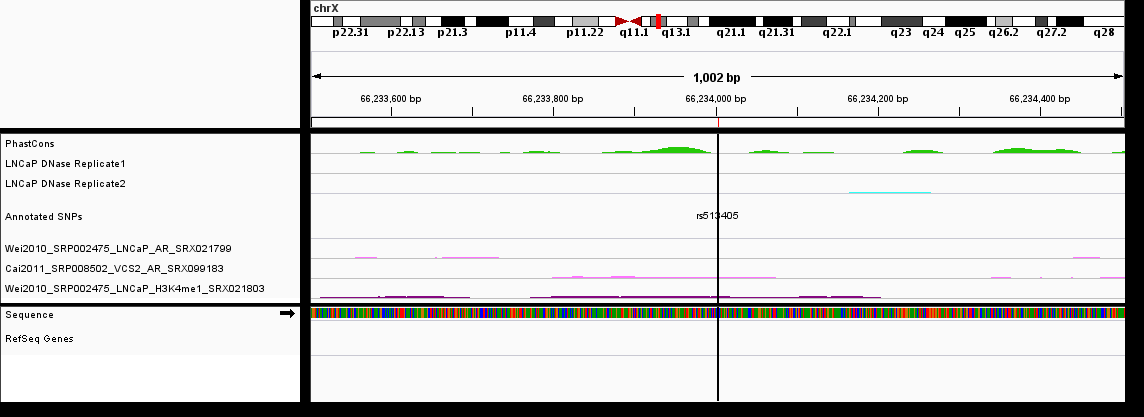 chrX
p22.31 p22.13 p21.3 p11.4 p11.22 q11.1 q13.1 q21.1 q21.31 q22.1 q23 q24 q25 q26.2 q27.2 q28
1,002 bp
66,233,600 bp 66,233,800 bp 66,234,000 bp 66,234,200 bp 66,234,400 bp
PhastCons
LNCaP DNase Replicate1
LNCaP DNase Replicate2
Annotated SNPs
rs513405
Wei2010_SRP002475_LNCaP_AR_SRX021799
Cai2011_SRP008502_VCS2_AR_SRX099183
Wei2010_SRP002475_LNCaP_H3K4me1_SRX021803
Sequence
RefSeq Genes